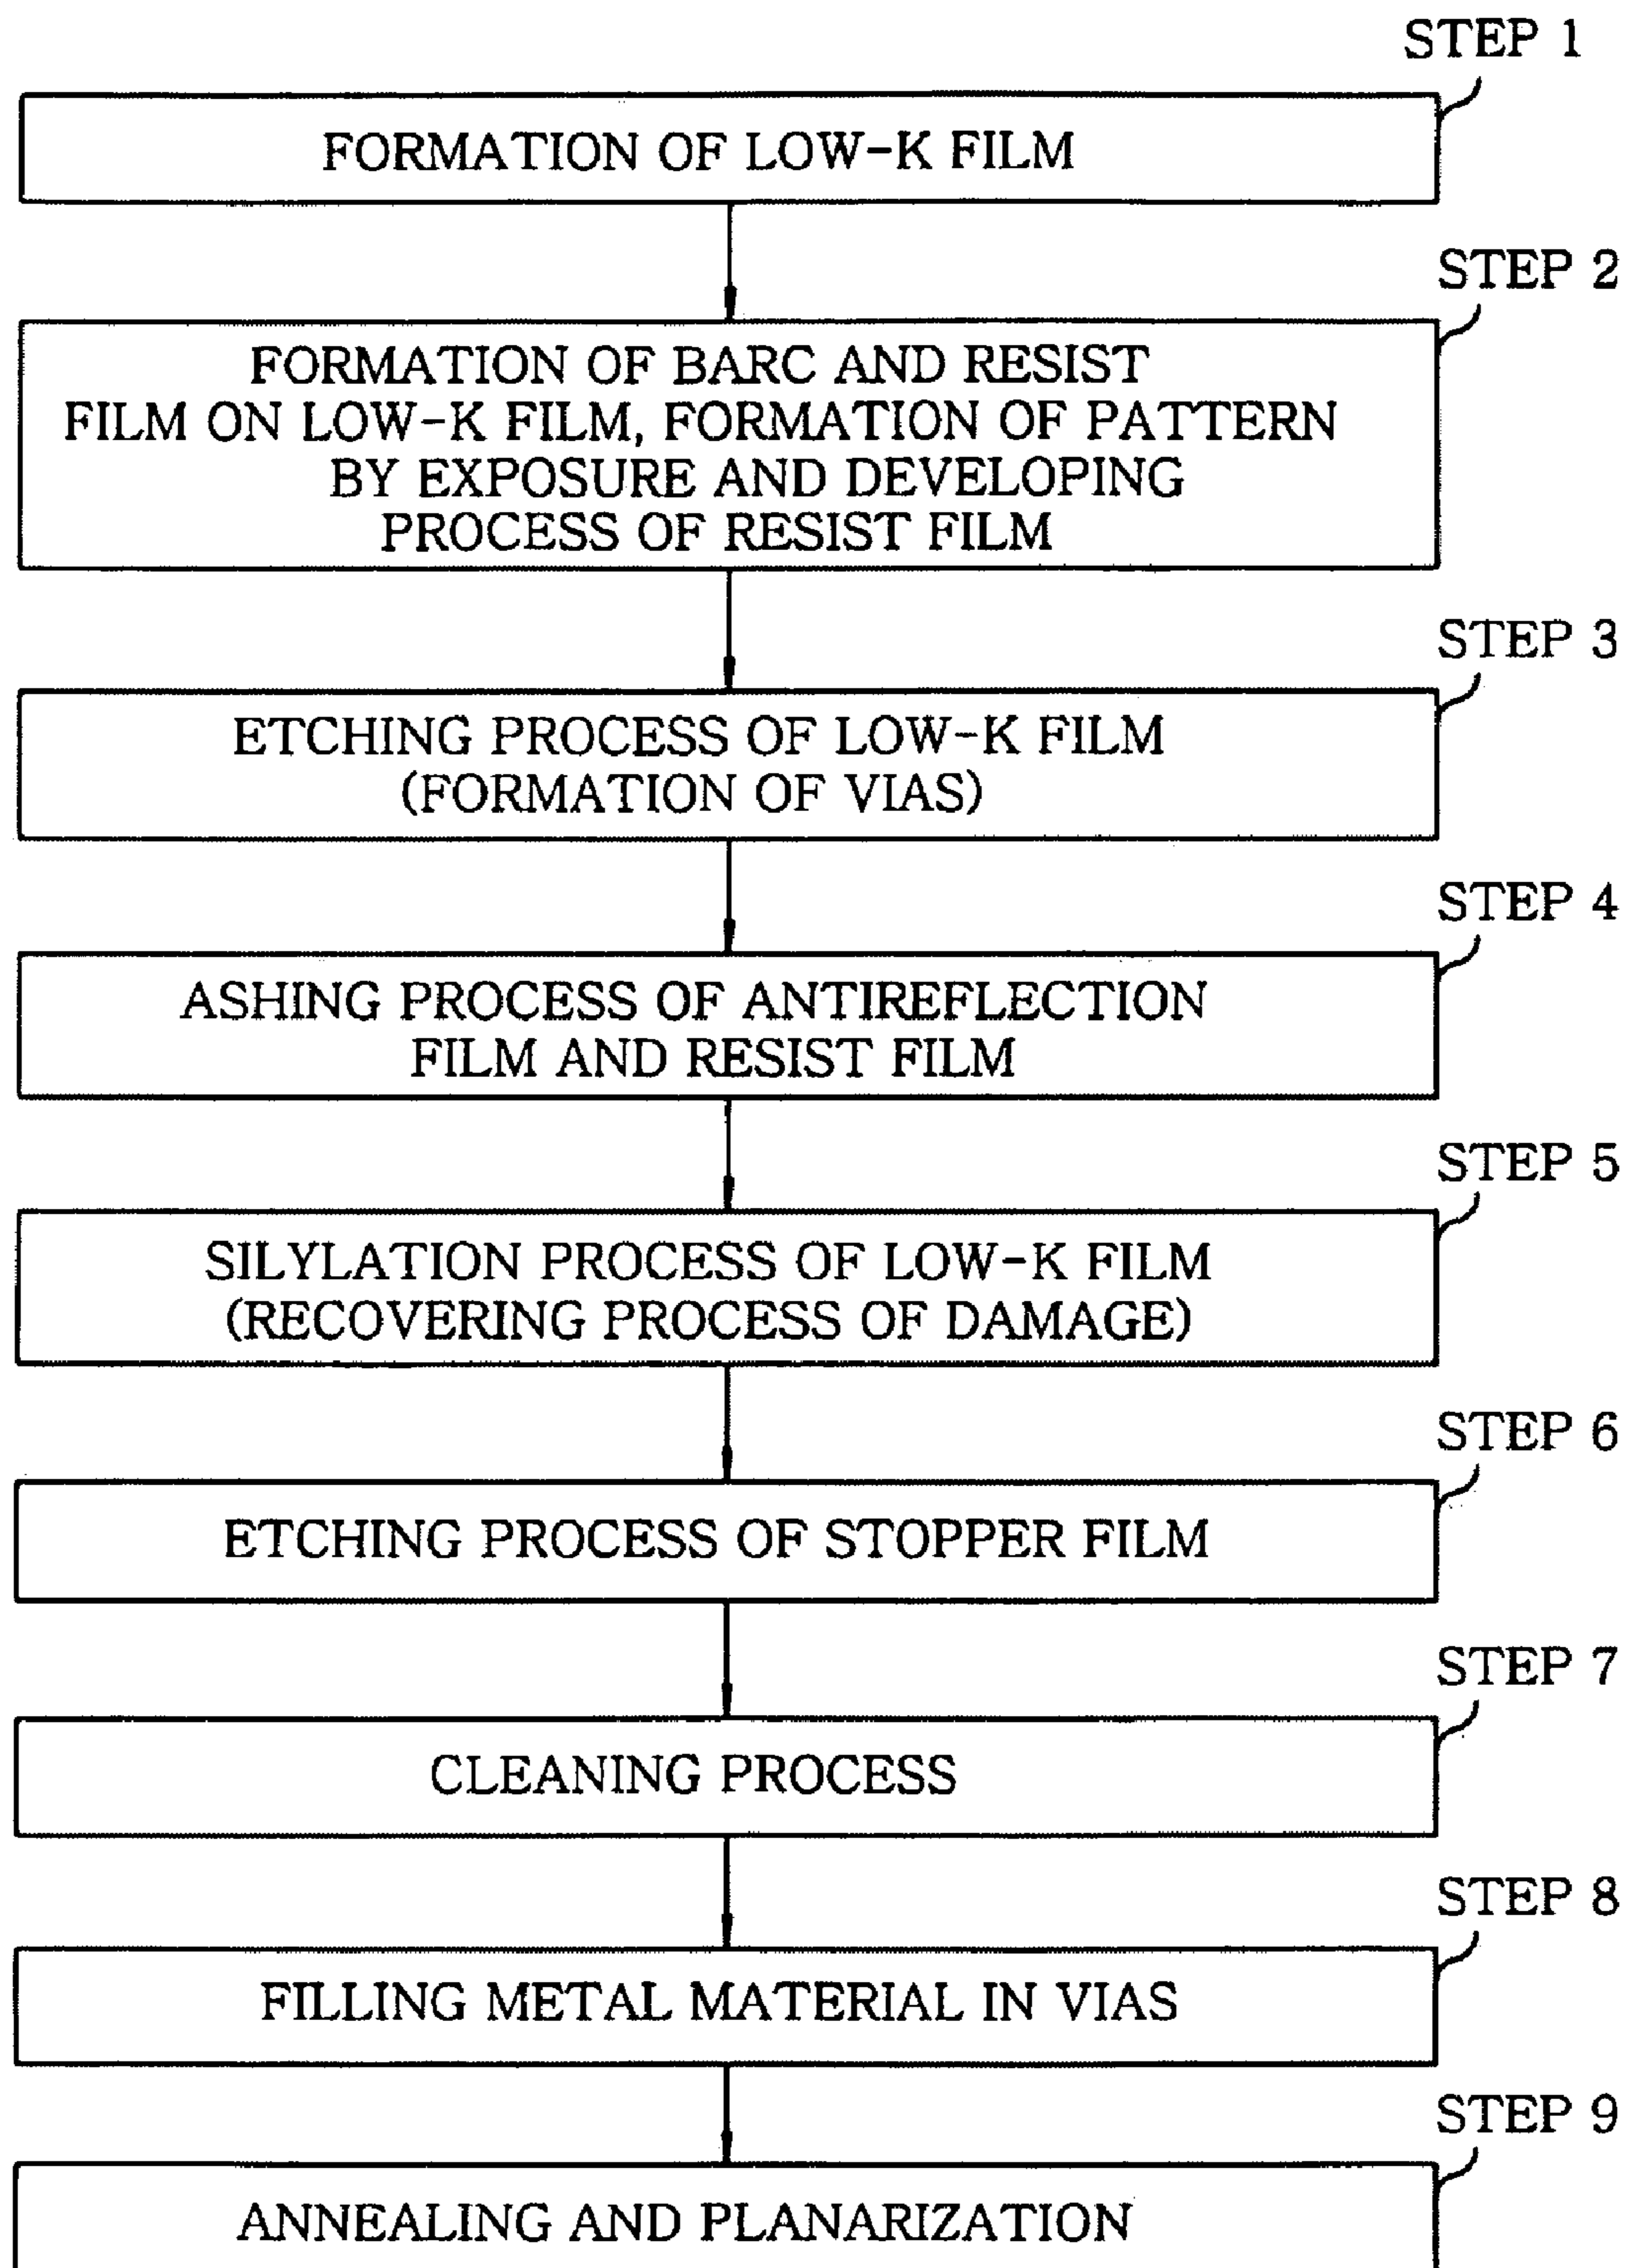 STEP 1
FORMATION OF LOW-K FILM
STEP 2
FORMATION OF BARC AND RESIST
FILM ON LOW-K FILM, FORMATION OF PATTERN
BY EXPOSURE AND DEVELOPING
PROCESS OF RESIST FILM
STEP 3
ETCHING PROCESS OF LOW-K FILM
(FORMATION OF VIAS)
STEP 4
ASHING PROCESS OF ANTIREFLECTION
FILM AND RESIST FILM
STEP 5
SILYLATION PROCESS OF LOW-K FILM
(RECOVERING PROCESS OF DAMAGE)
STEP 6
ETCHING PROCESS OF STOPPER FILM
STEP 7
CLEANING PROCESS
STEP 8
FILLING METAL MATERIAL IN VIAS
STEP 9
ANNEALING AND PLANARIZATION